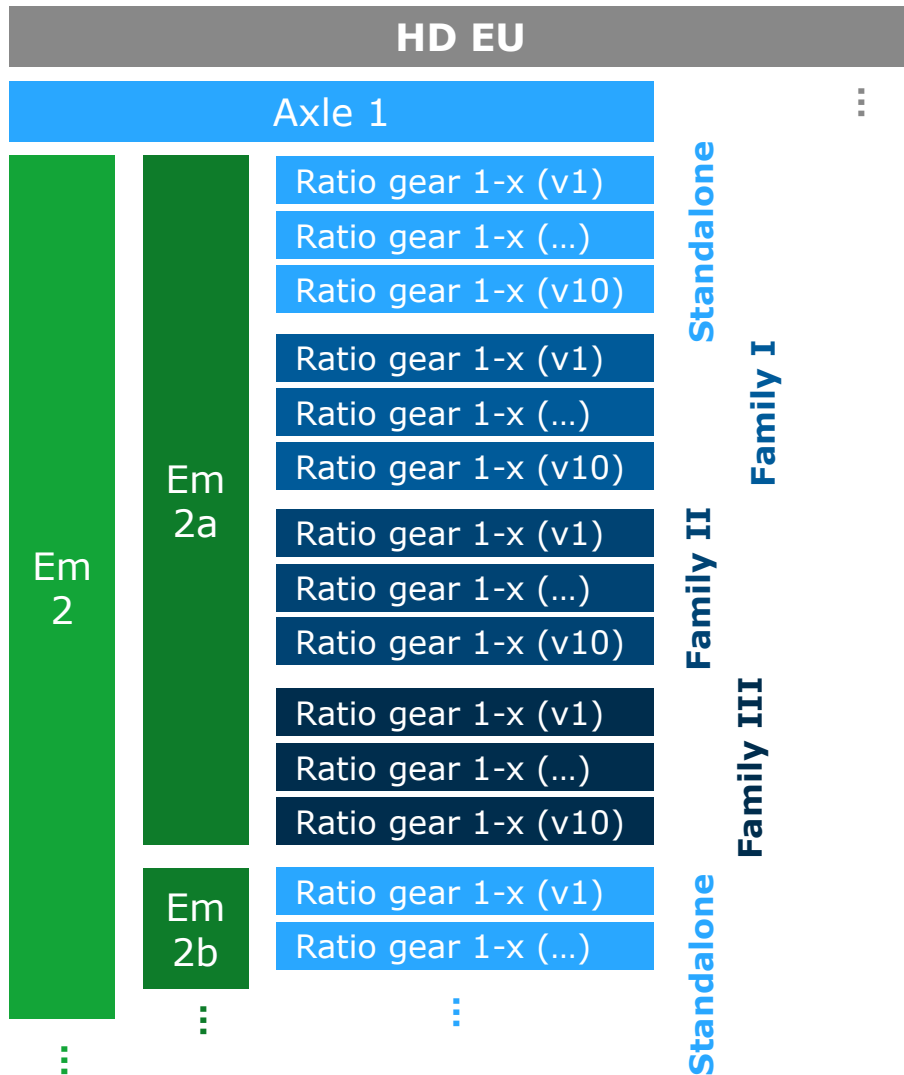 HD EU
Axle 1
⋮
Em
2
Em
2a
Ratio gear 1-x (v1)
Ratio gear 1-x (…)
Ratio gear 1-x (v10)
Standalone
Ratio gear 1-x (v1)
Ratio gear 1-x (…)
Ratio gear 1-x (v10)
Family I
Ratio gear 1-x (v1)
Ratio gear 1-x (…)
Ratio gear 1-x (v10)
Family II
Ratio gear 1-x (v1)
Ratio gear 1-x (…)
Ratio gear 1-x (v10)
Family III
Em
2b
Ratio gear 1-x (v1)
Ratio gear 1-x (…)
Standalone
⋮
⋮
⋮